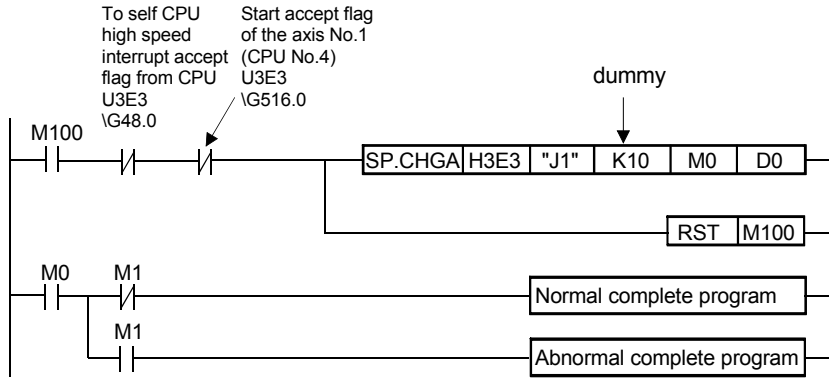 To self CPU
high speed
interrupt accept
flag from CPU
U3E3
\G48.0
Start accept flag
of the axis No.1
(CPU No.4)
U3E3
\G516.0
dummy
M100
SP.CHGA H3E3 "J1" K10 M0 D0
RST M100
M0 M1
Normal complete program
M1
Abnormal complete program